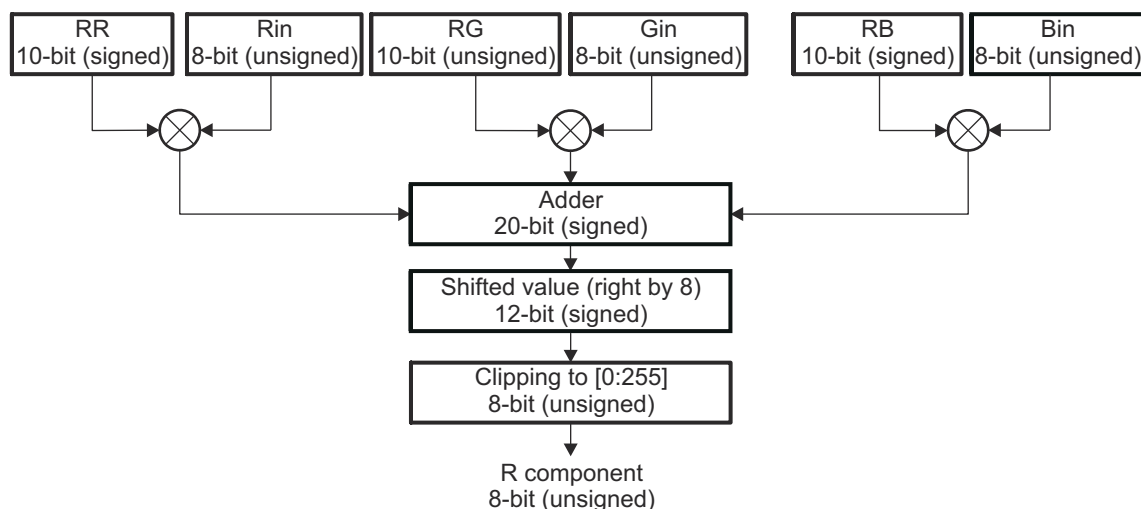 RR
10-bit (signed)
Rin
8-bit (unsigned)
RG
10-bit (unsigned)
Gin
8-bit (unsigned)
RB
10-bit (signed)
Bin
8-bit (unsigned)
Adder
20-bit (signed)
Shifted value (right by 8)
12-bit (signed)
Clipping to [0:255]
8-bit (unsigned)
R component
8-bit (unsigned)